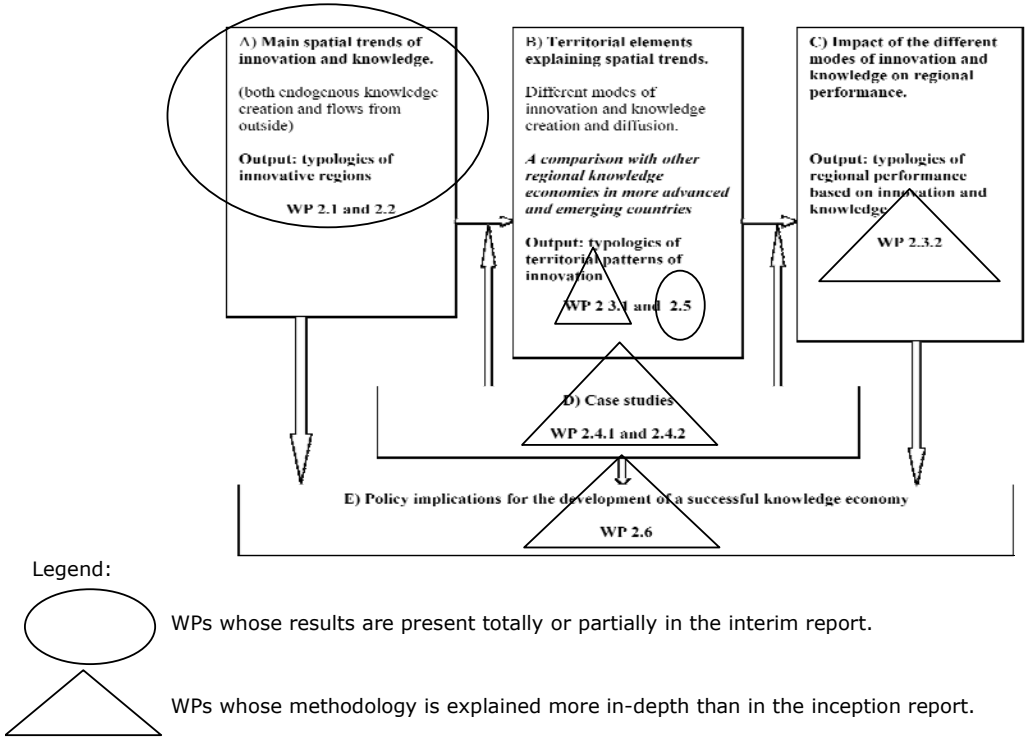 A) Main spatial trends of
innovation and knowledge.
(both endogenous knowledge
creation and flows from
outside)
Output: typologies of
innovative regions
WP 2.1 and 2.2
B) Territorial elements
explaining spatial trends.
Different modes of
innovation and knowledge
creation and diffusion.
A comparison with other
regional knowledge
economies in more advanced
and emerging countries
Output: typologies of
territorial patterns of
innovation
WP 2.3.1 and 2.5
C) Impact of the different
modes of innovation and
knowledge on regional
performance.
Output: typologies of
regional performance
based on innovation and
knowledge
WP 2.3.2
D) Case studies
WP 2.4.1 and 2.4.2
E) Policy implications for the development of a successful knowledge economy
WP 2.6
Legend:
WPs whose results are present totally or partially in the interim report.
WPs whose methodology is explained more in-depth than in the inception report.